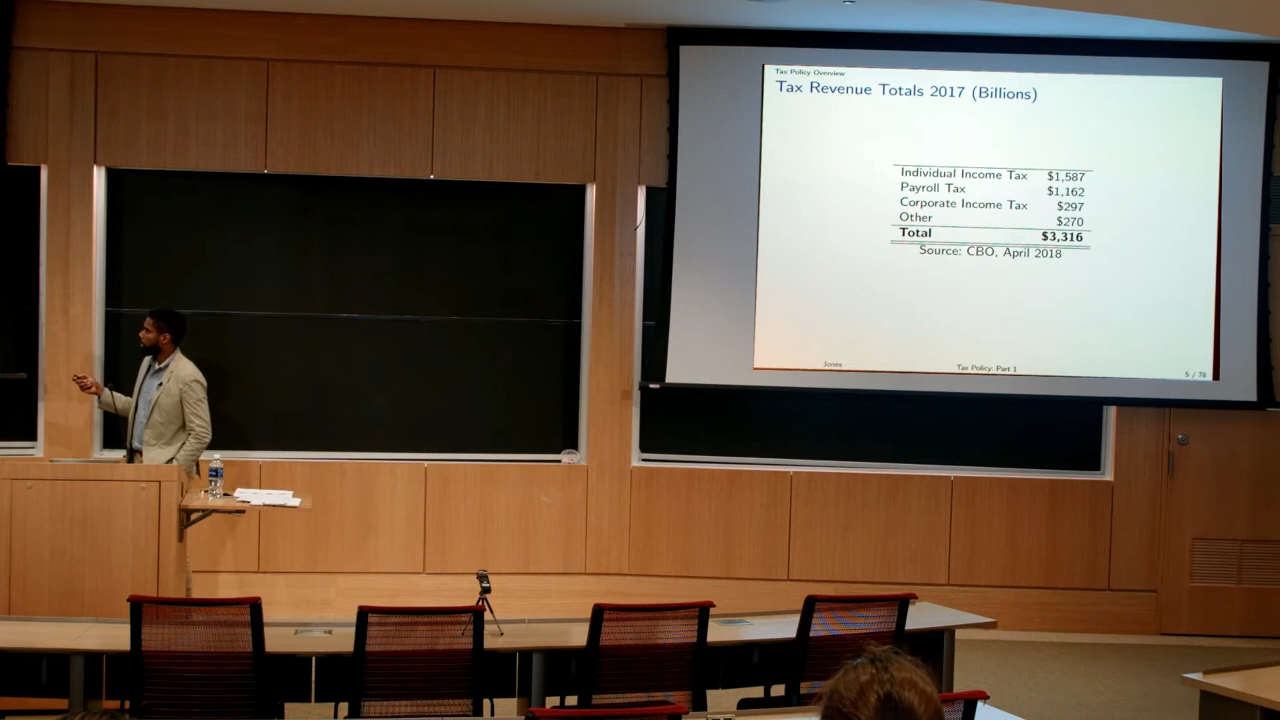 Tax Policy Overview
Tax Revenue Totals 2017 (Billions)
Individual Income Tax $1,587
Payroll Tax $1,162
Corporate Income Tax $297
Other $270
Total $3,316
Source: CBO, April 2018
Jones Tax Policy: Part 1 5 / 78